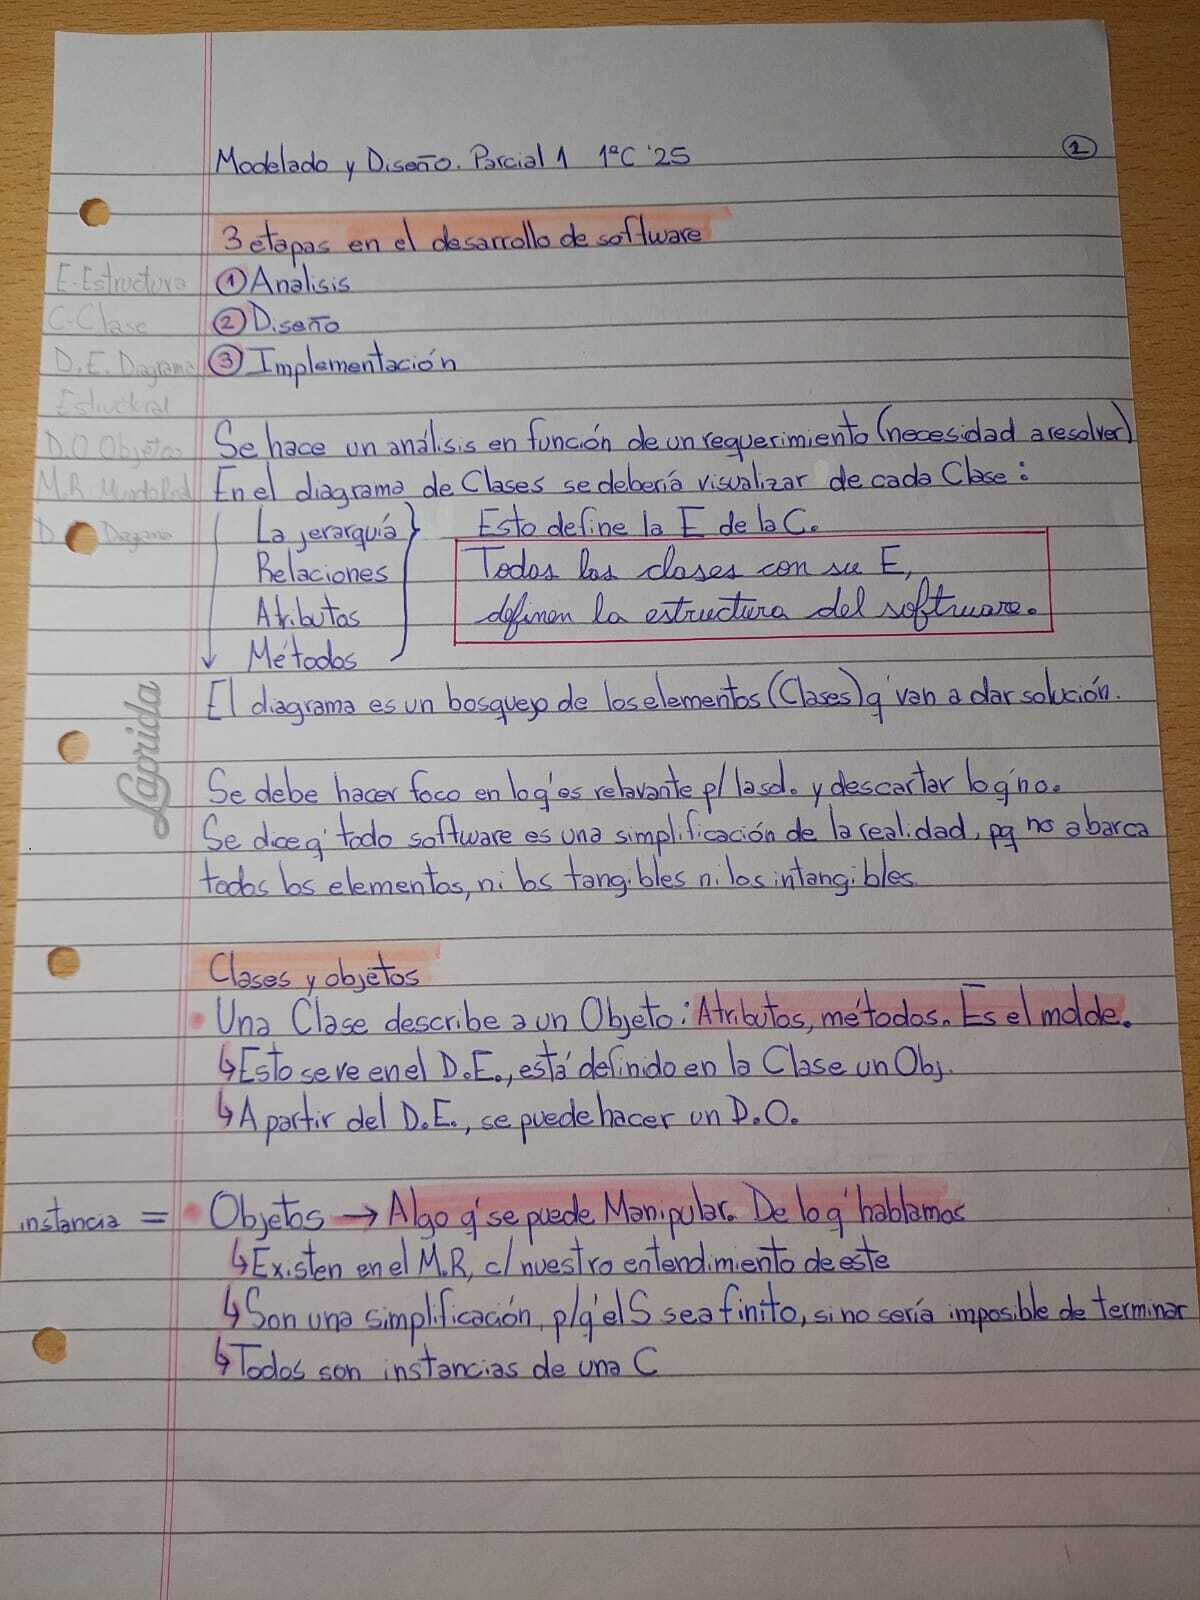 Modelado y Diseño. Parcial 1 1ºC '25
1
3 etapas en el desarrollo de software
E-Estructura
① Analisis
C-Clase
② Diseño
D.E. Diagrama
③ Implementación
Estructural
D.O Objetos
Se hace un análisis en función de un requerimiento (necesidad a resolver)
M.R Mundo Real
En el diagrama de Clases se debería visualizar de cada Clase:
D
La jerarquía
Esto define la E de la C.
Relaciones
Todas las clases con su E,
Atributos
definen la estructura del software.
Métodos
El diagrama es un bosquejo de los elementos (Clases) q' van a dar solución.
Laprida
Se debe hacer foco en lo q' es relavante p/ la sol. y descartar lo q' no.
Se dice q' todo software es una simplificación de la realidad, pq no abarca
todos los elementos, ni los tangibles ni los intangibles
Clases y objetos
• Una Clase describe a un Objeto: Atributos, métodos. Es el molde.
↳ Esto se ve en el D.E., está definido en la Clase un Obj.
↳ A partir del D.E., se puede hacer un D.O.
instancia = • Objetos → Algo q' se puede Manipular. De lo q' hablamos
↳ Existen en el M.R, c/ nuestro entendimiento de este
↳ Son una simplificación, p/q' el S sea finito, si no sería imposible de terminar
↳ Todos son instancias de una C